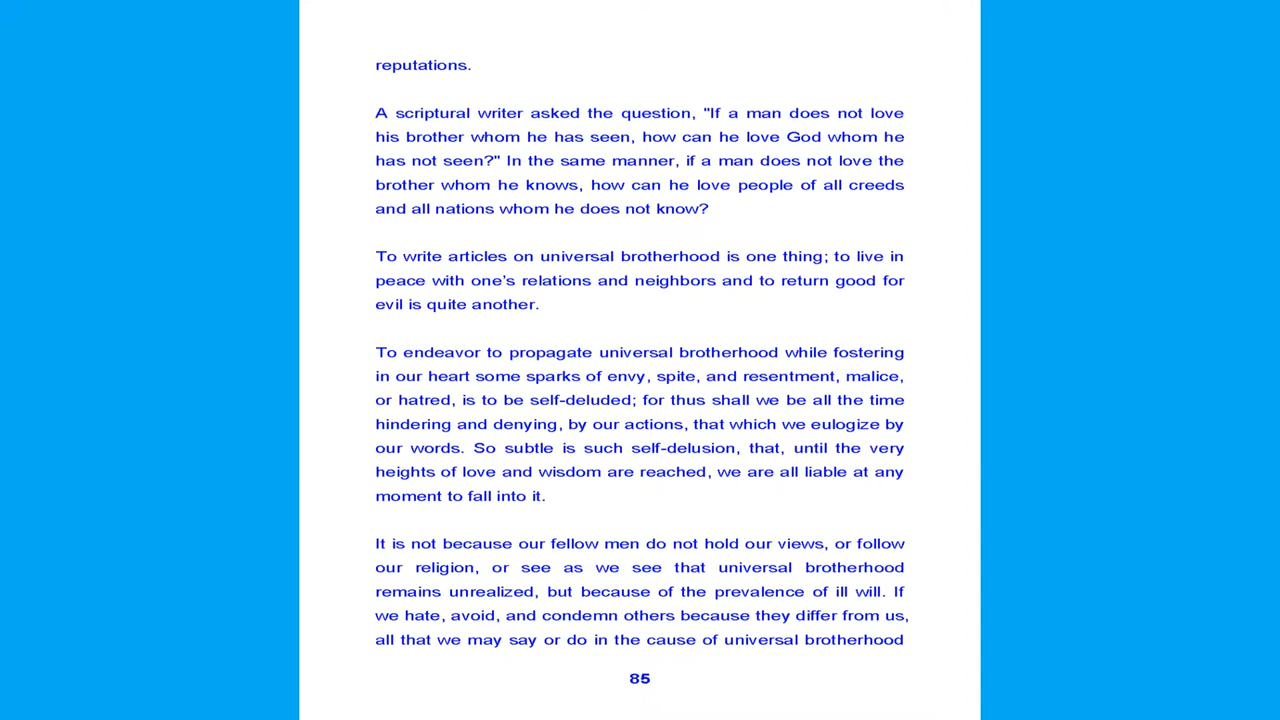 reputations.
A scriptural writer asked the question, "If a man does not love
his brother whom he has seen, how can he love God whom he
has not seen?" In the same manner, if a man does not love the
brother whom he knows, how can he love people of all creeds
and all nations whom he does not know?
To write articles on universal brotherhood is one thing; to live in
peace with one’s relations and neighbors and to return good for
evil is quite another.
To endeavor to propagate universal brotherhood while fostering
in our heart some sparks of envy, spite, and resentment, malice,
or hatred, is to be self-deluded; for thus shall we be all the time
hindering and denying, by our actions, that which we eulogize by
our words. So subtle is such self-delusion, that, until the very
heights of love and wisdom are reached, we are all liable at any
moment to fall into it.
It is not because our fellow men do not hold our views, or follow
our religion, or see as we see that universal brotherhood
remains unrealized, but because of the prevalence of ill will. If
we hate, avoid, and condemn others because they differ from us,
all that we may say or do in the cause of universal brotherhood
85